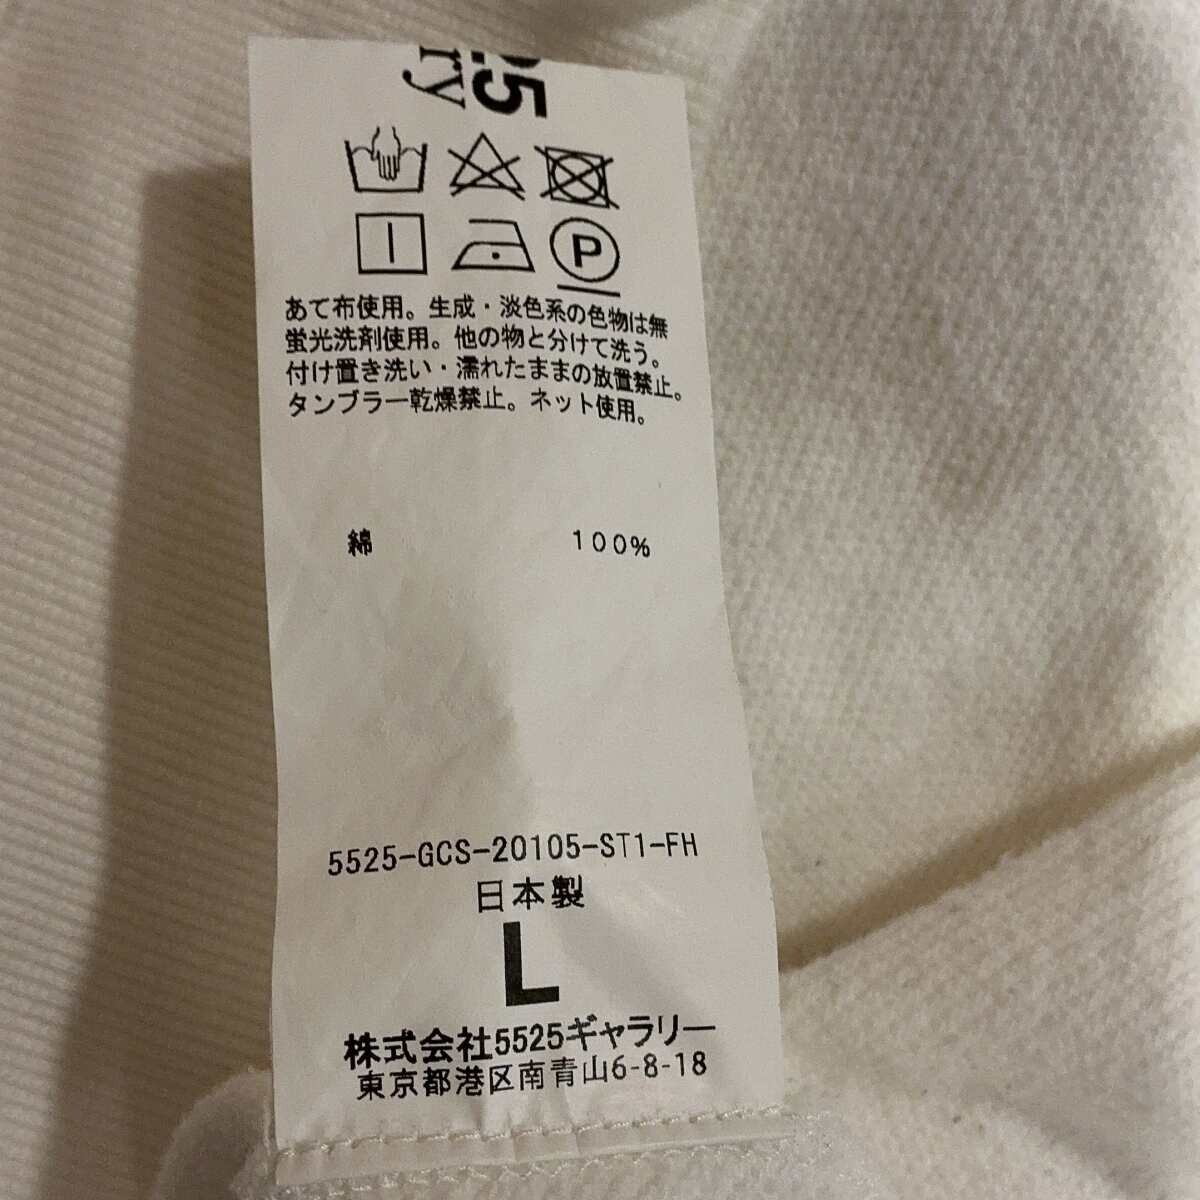 25
ry
P
あて布使用。生成・淡色系の色物は無
蛍光洗剤使用。他の物と分けて洗う。
付け置き洗い・濡れたままの放置禁止。
タンブラー乾燥禁止。ネット使用。
綿 100%
5525-GCS-20105-ST1-FH
日本製
L
株式会社5525ギャラリー
東京都港区南青山6-8-18